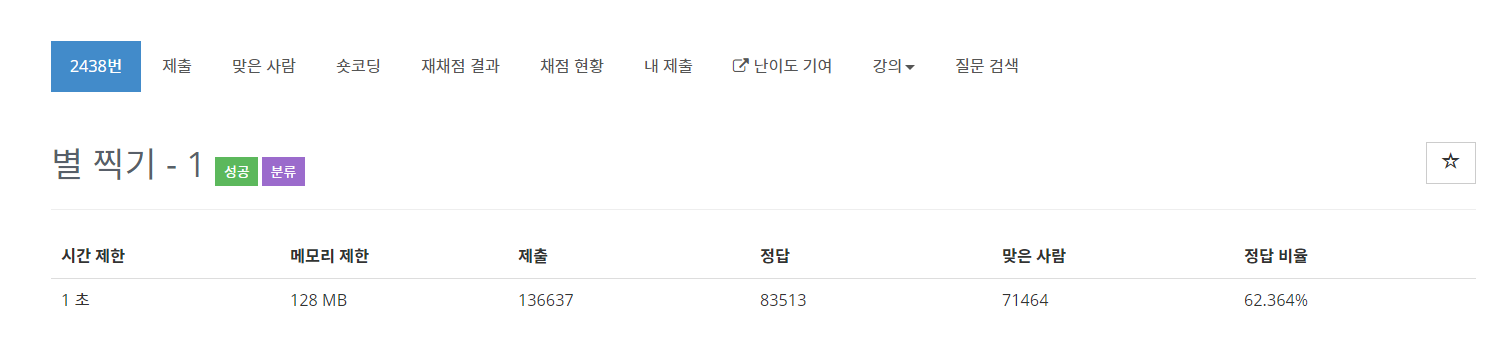 2438번 제출 맞은 사람 숏코딩 재채점 결과 채점 현황 내 제출 난이도 기여 강의 질문 검색
별 찍기 - 1 성공 분류
시간 제한 메모리 제한 제출 정답 맞은 사람 정답 비율
1 초 128 MB 136637 83513 71464 62.364%